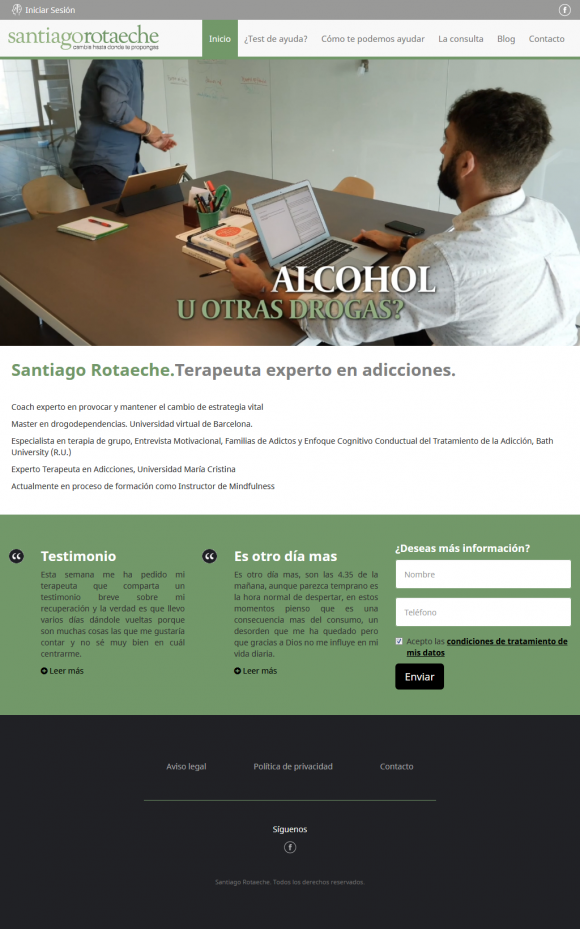 Iniciar Sesión
santiagorotaeche
cambia hacia donde te propongas
Inicio
¿Test de ayuda?
Cómo te podemos ayudar
La consulta
Blog
Contacto
ALCOHOL
U OTRAS DROGAS?
Santiago Rotaeche.Terapeuta experto en adicciones.
Coach experto en provocar y mantener el cambio de estrategia vital
Master en drogodependencias. Universidad virtual de Barcelona.
Especialista en terapia de grupo, Entrevista Motivacional, Familias de Adictos y Enfoque Cognitivo Conductual del Tratamiento de la Adicción, Bath
University (R.U.)
Experto Terapeuta en Adicciones, Universidad María Cristina
Actualmente en proceso de formación como Instructor de Mindfulness
Testimonio
Esta semana me ha pedido mi
terapeuta que comparta un
testimonio breve sobre mi
recuperación y la verdad es que llevo
varios días dándole vueltas porque
son muchas cosas las que me gustaria
contar y no sé muy bien en cuál
centrarme.
Leer más
Es otro día mas
Es otro día mas, son las 4.35 de la
mañana, aunque parezca temprano es
la hora normal de despertar, en estos
momentos pienso que es una
consecuencia mas del consumo, un
desorden que me ha quedado pero
que gracias a Dios no me influye en mi
vida diaria.
Leer más
¿Deseas más información?
Nombre
Teléfono
Acepto las condiciones de tratamiento de
mis datos
Enviar
Aviso legal
Política de privacidad
Contacto
Síguenos
Santiago Rotaeche. Todos los derechos reservados.